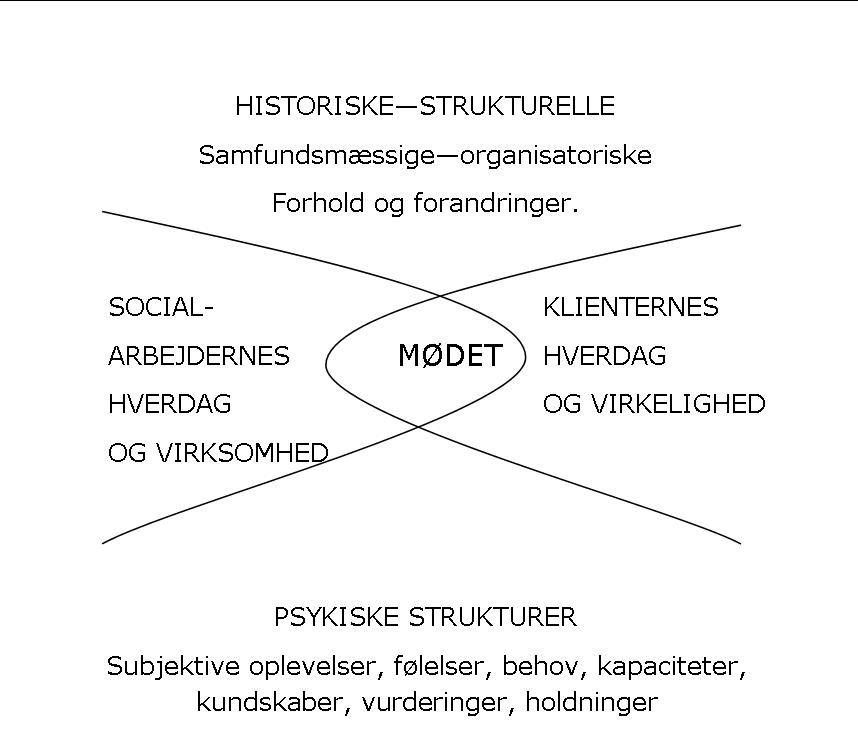 HISTORISKE—STRUKTURELLE
Samfundsmæssige—organisatoriske
Forhold og forandringer.
SOCIAL-
ARBEJDERNES
HVERDAG
OG VIRKSOMHED
MØDET
KLIENTERNES
HVERDAG
OG VIRKELIGHED
PSYKISKE STRUKTURER
Subjektive oplevelser, følelser, behov, kapaciteter,
kundskaber, vurderinger, holdninger